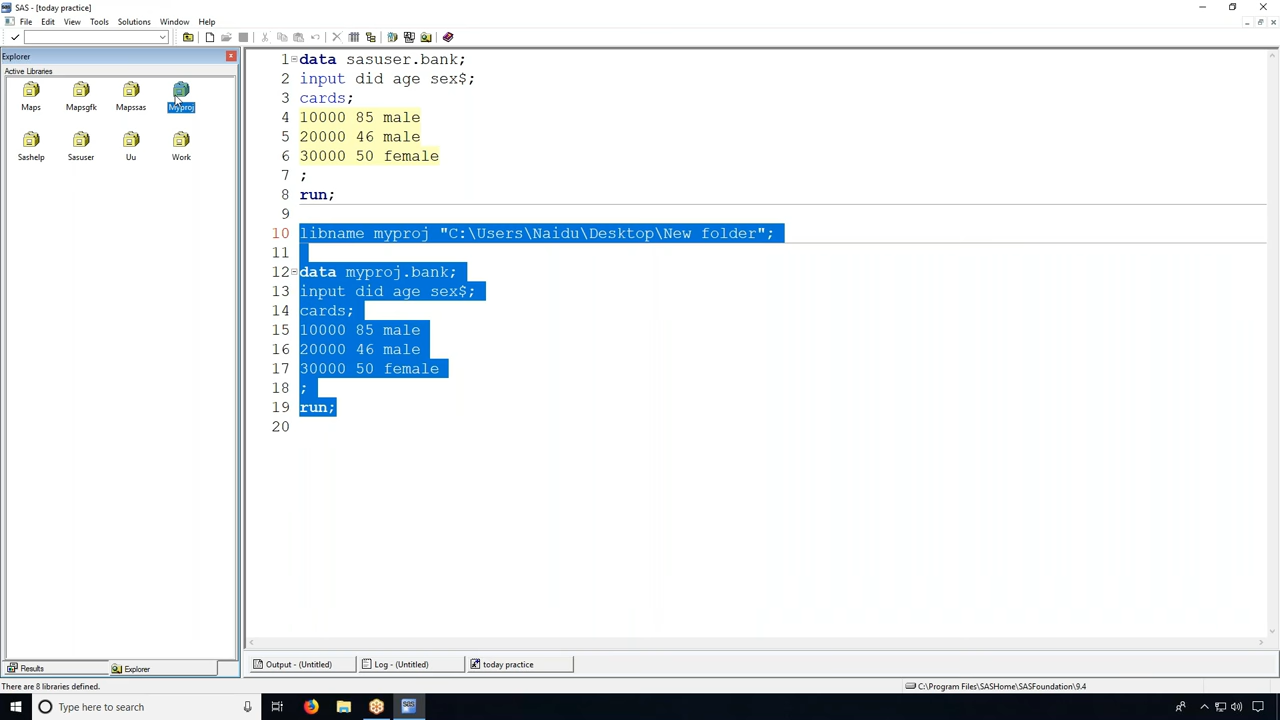 SAS - [today practice]
File Edit View Tools Solutions Window Help
Explorer
Active Libraries
Maps Mapsgfk Mapssas Myproj
Sashelp Sasuser Uu Work
1 data sasuser.bank;
2 input did age sex$;
3 cards;
4 10000 85 male
5 20000 46 male
6 30000 50 female
7 ;
8 run;
9
10 libname myproj "C:\Users\Naidu\Desktop\New folder";
11
12 data myproj.bank;
13 input did age sex$;
14 cards;
15 10000 85 male
16 20000 46 male
17 30000 50 female
18 ;
19 run;
20
Results Explorer
Output - (Untitled) Log - (Untitled) today practice
There are 8 libraries defined. C:\Program Files\SASHome\SASFoundation\9.4
Type here to search